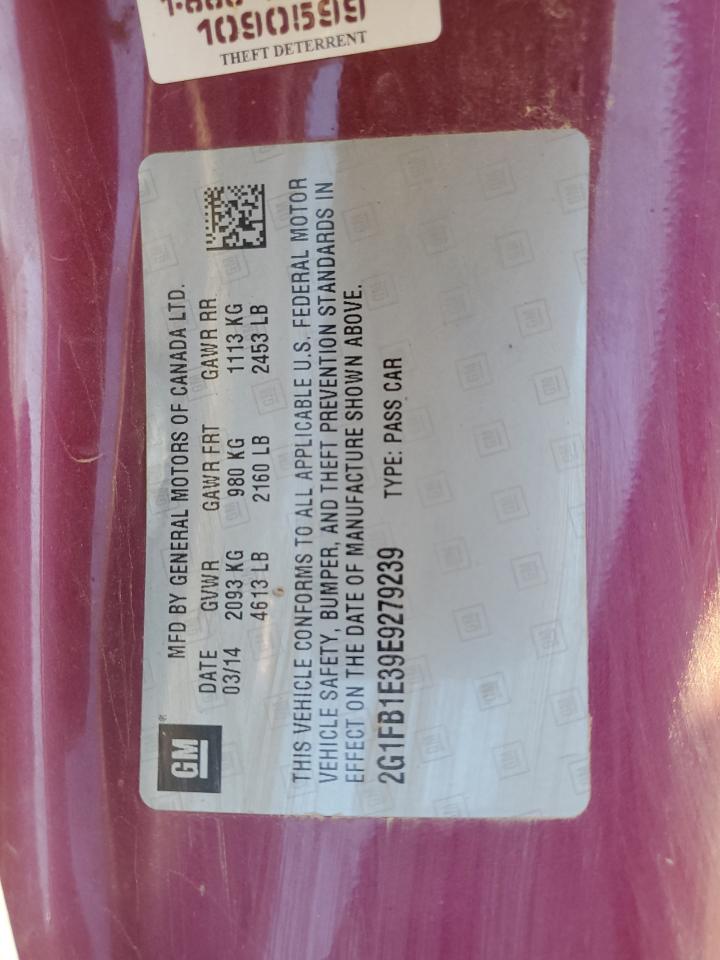 1090599
THEFT DETERRENT
GM
MFD BY GENERAL MOTORS OF CANADA LTD.
DATE GVWR GAWR FRT GAWR RR
03/14 2093 KG 980 KG 1113 KG
4613 LB 2160 LB 2453 LB
THIS VEHICLE CONFORMS TO ALL APPLICABLE U.S. FEDERAL MOTOR
VEHICLE SAFETY, BUMPER, AND THEFT PREVENTION STANDARDS IN
EFFECT ON THE DATE OF MANUFACTURE SHOWN ABOVE.
2G1FB1E39E9279239 TYPE: PASS CAR